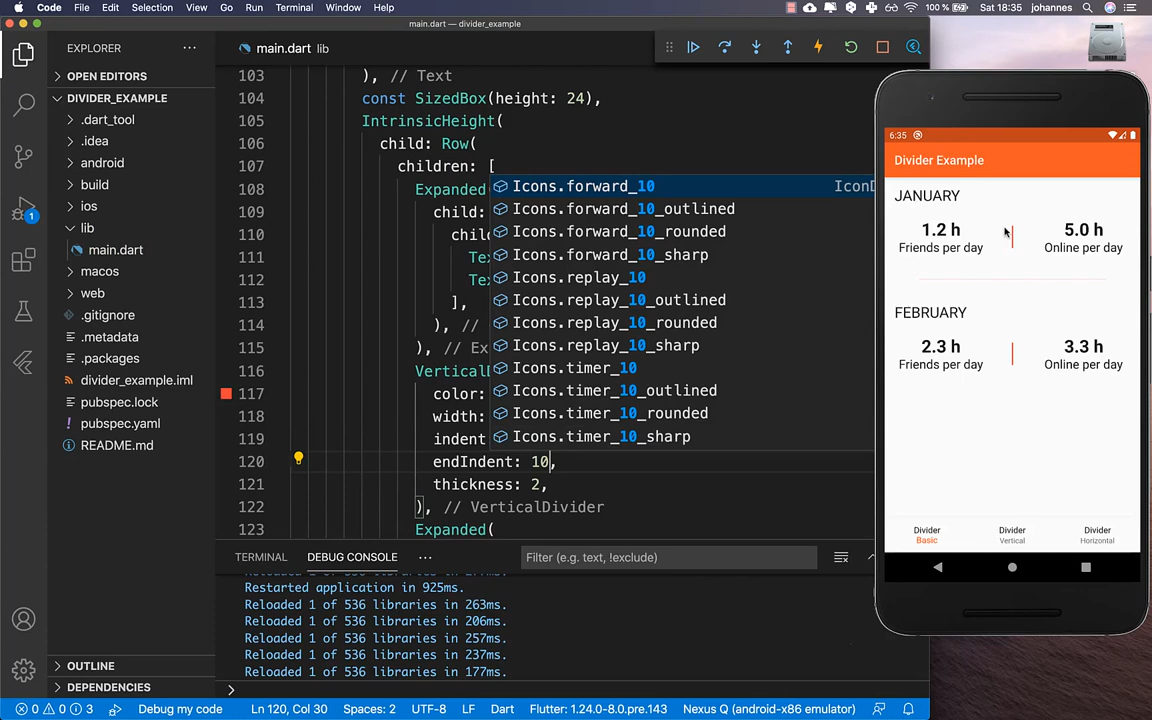 Code File Edit Selection View Go Run Terminal Window Help 100 % Sat 18:35 johannes
main.dart — divider_example
EXPLORER
OPEN EDITORS
DIVIDER_EXAMPLE
.dart_tool
.idea
android
build
ios
lib
main.dart
macos
web
.gitignore
.metadata
.packages
divider_example.iml
pubspec.lock
pubspec.yaml
README.md
OUTLINE
DEPENDENCIES
1
main.dart lib
103 ), // Text
104 const SizedBox(height: 24),
105 IntrinsicHeight(
106 child: Row(
107 children: [
108 Expanded
109 child:
110 chil
111 Tex
112 Tex
113 ],
114 ), //
115 ), // Ex
116 VerticalD
117 color:
118 width:
119 indent
120 endIndent: 10,
121 thickness: 2,
122 ), // VerticalDivider
123 Expanded(
Icons.forward_10 IconD
Icons.forward_10_outlined
Icons.forward_10_rounded
Icons.forward_10_sharp
Icons.replay_10
Icons.replay_10_outlined
Icons.replay_10_rounded
Icons.replay_10_sharp
Icons.timer_10
Icons.timer_10_outlined
Icons.timer_10_rounded
Icons.timer_10_sharp
TERMINAL DEBUG CONSOLE Filter (e.g. text, !exclude)
Restarted application in 925ms.
Reloaded 1 of 536 libraries in 263ms.
Reloaded 1 of 536 libraries in 206ms.
Reloaded 1 of 536 libraries in 257ms.
Reloaded 1 of 536 libraries in 237ms.
Reloaded 1 of 536 libraries in 177ms.
6:35
Divider Example
JANUARY
1.2 h 5.0 h
Friends per day Online per day
FEBRUARY
2.3 h 3.3 h
Friends per day Online per day
Divider Divider Divider
Basic Vertical Horizontal
0 0 3 Debug my code Ln 120, Col 30 Spaces: 2 UTF-8 LF Dart Flutter: 1.24.0-8.0.pre.143 Nexus Q (android-x86 emulator)